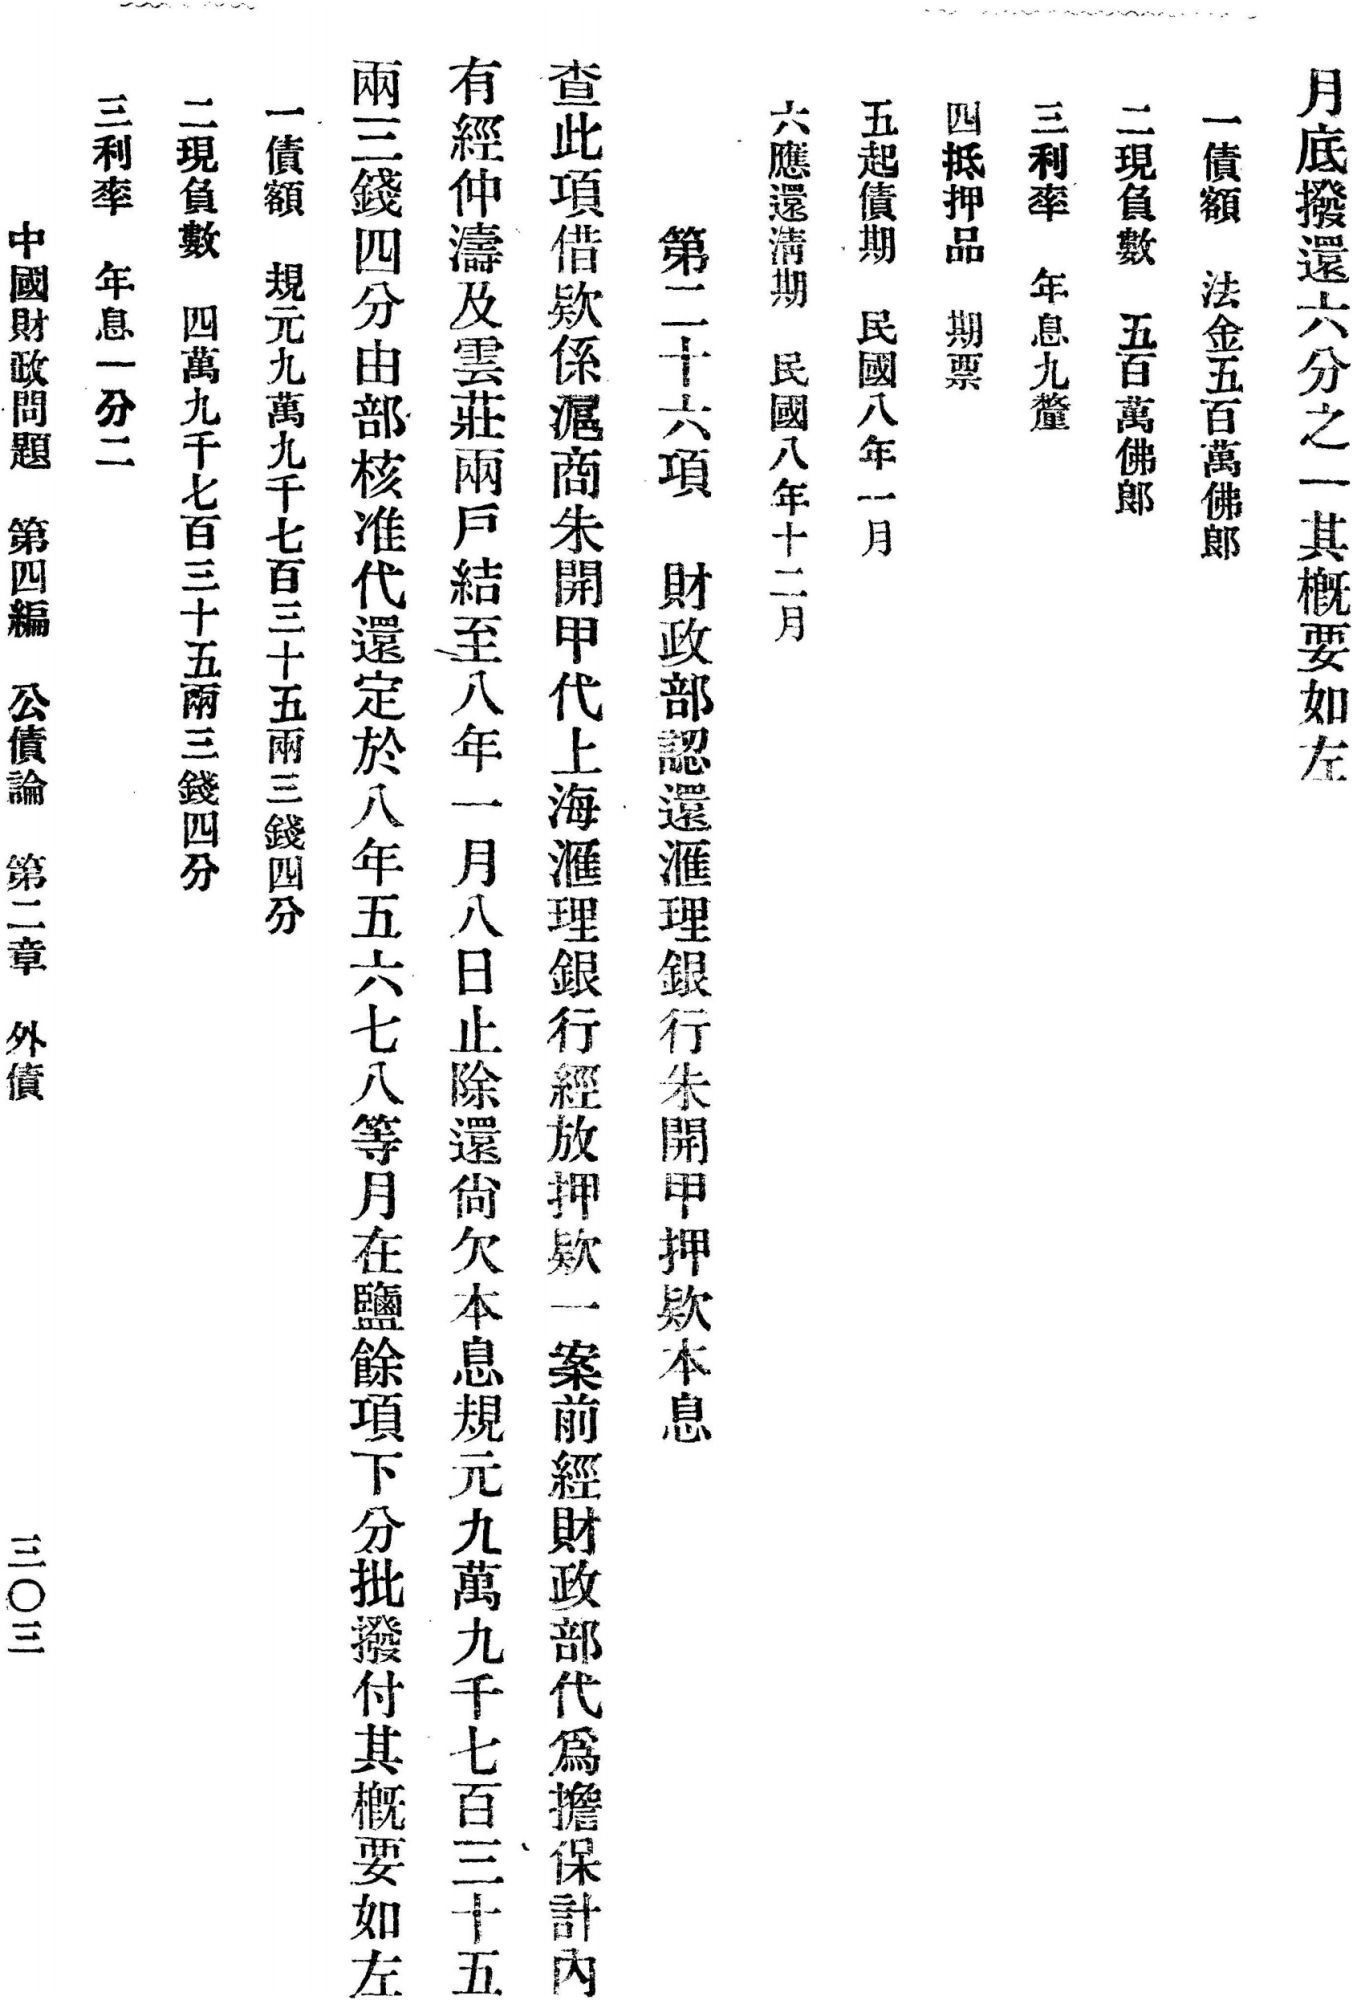 月底撥還六分之一其概要如左
一債額　法金五百萬佛郎
二現負數　五百萬佛郎
三利率　年息九釐
四抵押品　期票
五起債期　民國八年一月
六應還淸期　民國八年十二月
第二十六項　財政部認還滙理銀行朱開甲押欵本息
查此項借欵係滬商朱開甲代上海滙理銀行經放押欵一案前經財政部代爲擔保計內
有經仲濤及雲莊兩戶結至八年一月八日止除還尙欠本息規元九萬九千七百三十五
兩三錢四分由部核准代還定於八年五六七八等月在鹽餘項下分批撥付其概要如左
一債額　規元九萬九千七百三十五兩三錢四分
二現負數　四萬九千七百三十五兩三錢四分
三利率　年息一分二
中國財政問題　第四編　公債論　第二章　外債　三〇三